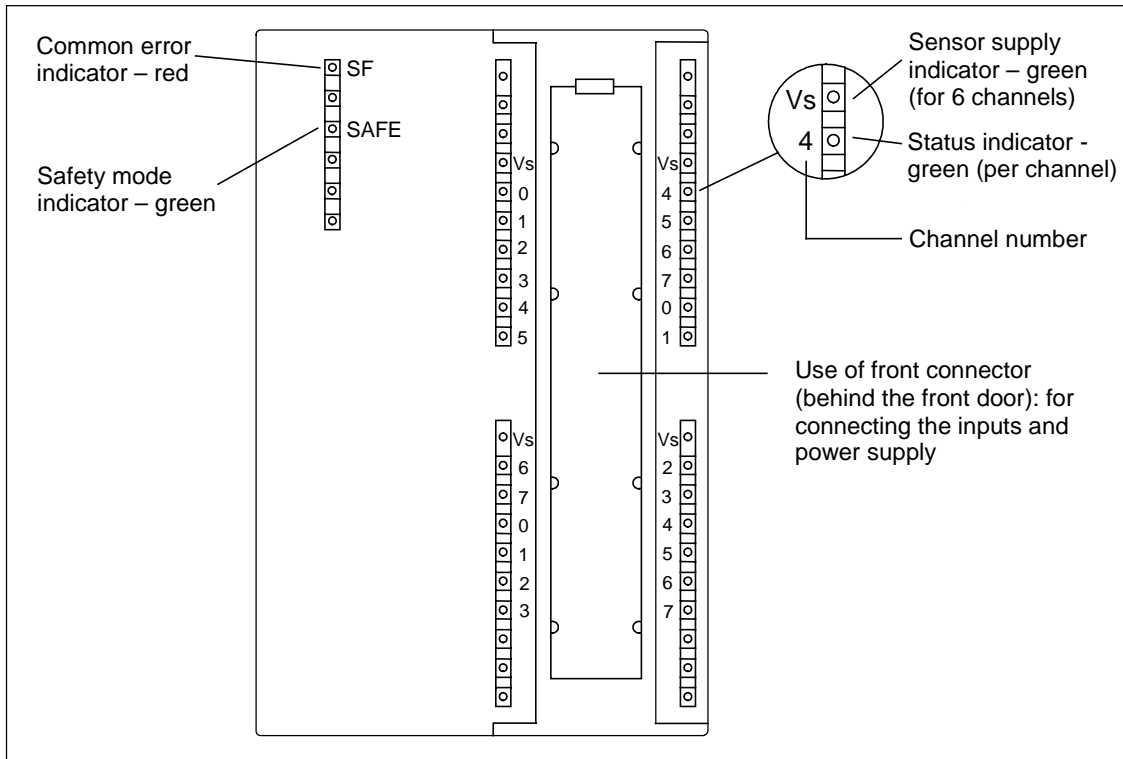 Common error
indicator – red
SF
SAFE
Safety mode
indicator – green
Vs
0
1
2
3
4
5
Vs
6
7
0
1
2
3
Vs
4
5
6
7
0
1
Vs
2
3
4
5
6
7
Vs
4
Sensor supply
indicator – green
(for 6 channels)
Status indicator -
green (per channel)
Channel number
Use of front connector
(behind the front door): for
connecting the inputs and
power supply